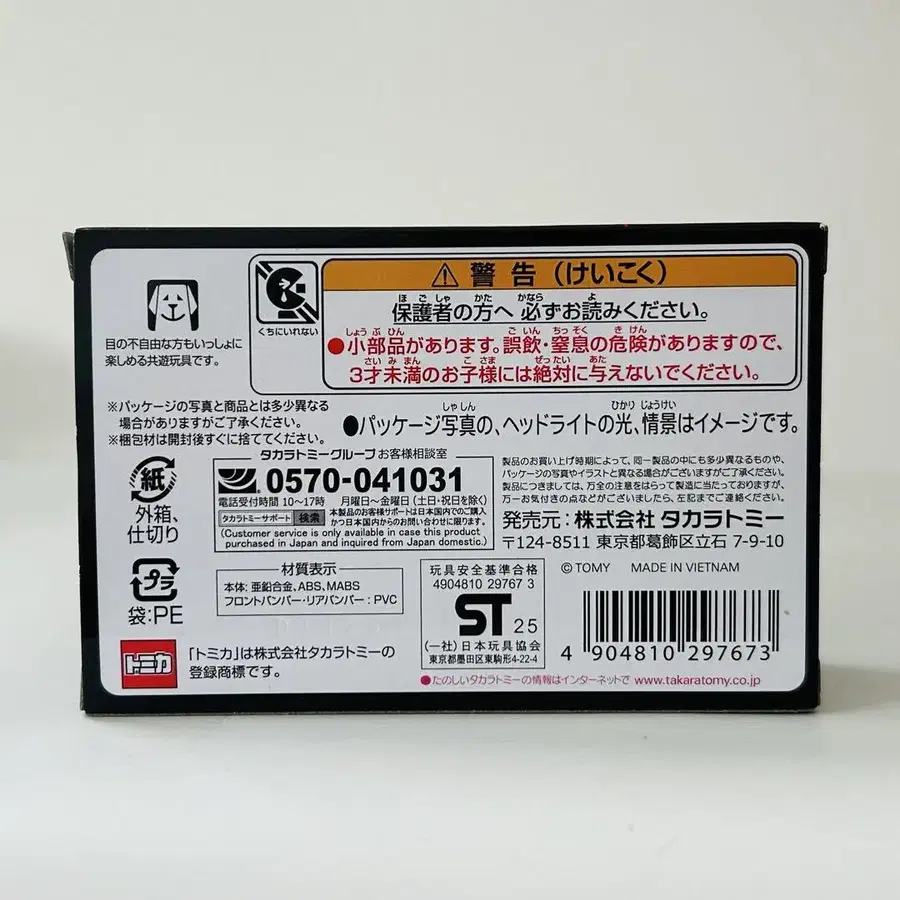 目の不自由な方もいっしょに
楽しめる共遊玩具です。
くちにいれない
⚠警告(けいこく)
保護者の方へ 必ずお読みください。
●小部品があります。誤飲・窒息の危険がありますので、
3才未満のお子様には絶対に与えないでください。
※パッケージの写真と商品とは多少異なる
場合がありますがご了承ください。
※梱包材は開封後すぐに捨ててください。
●パッケージ写真の、ヘッドライトの光、情景はイメージです。
紙
外箱、
仕切り
プラ
袋:PE
タカラトミーグループ お客様相談室
0570-041031
電話受付時間 10〜17時 月曜日〜金曜日(土日・祝日を除く)
タカラトミーサポート 検索
本製品のお客様サポートは日本国内でのご購入
かつ日本国内からのお問い合わせに限ります。
(Customer service is only available in case this product
purchased in Japan and inquired from Japan domestic.)
製品のお買い上げ時期によって、同一製品の中にも多少異なるものや、
パッケージの写真やイラストと異なる場合がございますがご了承ください。
製品につきましては、万全の注意をはらって製造に当たっておりますが、
万一お気付きの点などがございましたら、左記までご連絡ください。
発売元:株式会社 タカラトミー
〒124-8511 東京都葛飾区立石 7-9-10
材質表示
本体:亜鉛合金、ABS、MABS
フロントバンパー・リアバンパー:PVC
玩具安全基準合格
4904810 29767 3
ST 25
(一社)日本玩具協会
東京都墨田区東駒形4-22-4
© TOMY MADE IN VIETNAM
4 904810 297673
トミカ
「トミカ」は株式会社タカラトミーの
登録商標です。
●たのしいタカラトミーの情報はインターネットで www.takaratomy.co.jp